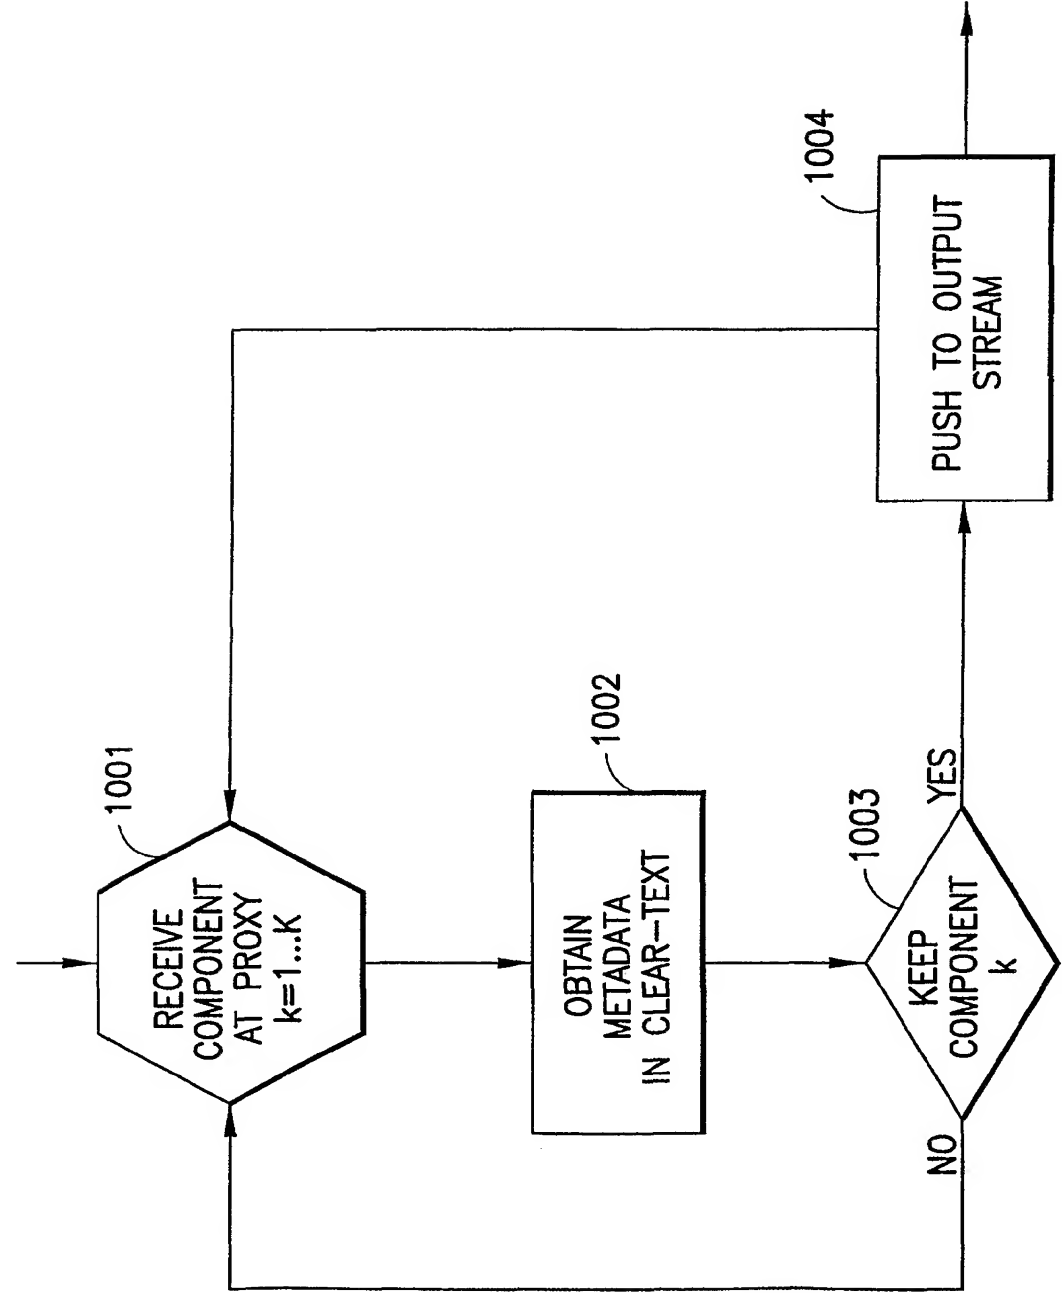 1001
RECEIVE
COMPONENT
AT PROXY
k=1...K
1002
OBTAIN
METADATA
IN CLEAR-TEXT
1003
KEEP
COMPONENT
k
NO
YES
1004
PUSH TO OUTPUT
STREAM